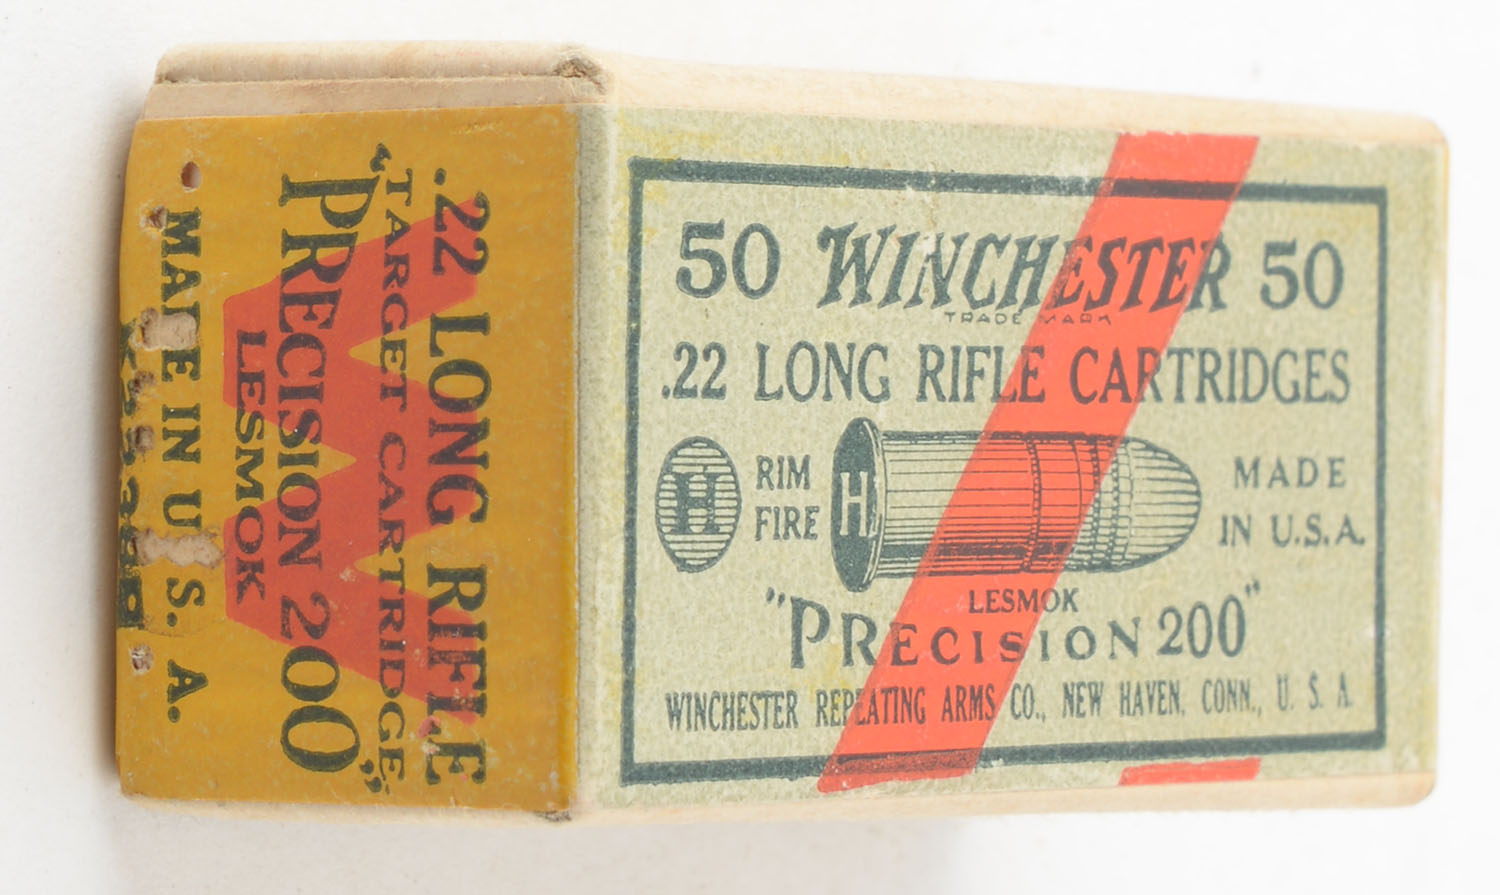 50 WINCHESTER 50
TRADE MARK
.22 LONG RIFLE CARTRIDGES
H
RIM
FIRE
H
MADE
IN U.S.A.
LESMOK
"PRECISION 200"
WINCHESTER REPEATING ARMS CO., NEW HAVEN, CONN., U. S. A.
.22 LONG RIFLE
"TARGET CARTRIDGE"
PRECISION 200
LESMOK
MADE IN U. S. A.